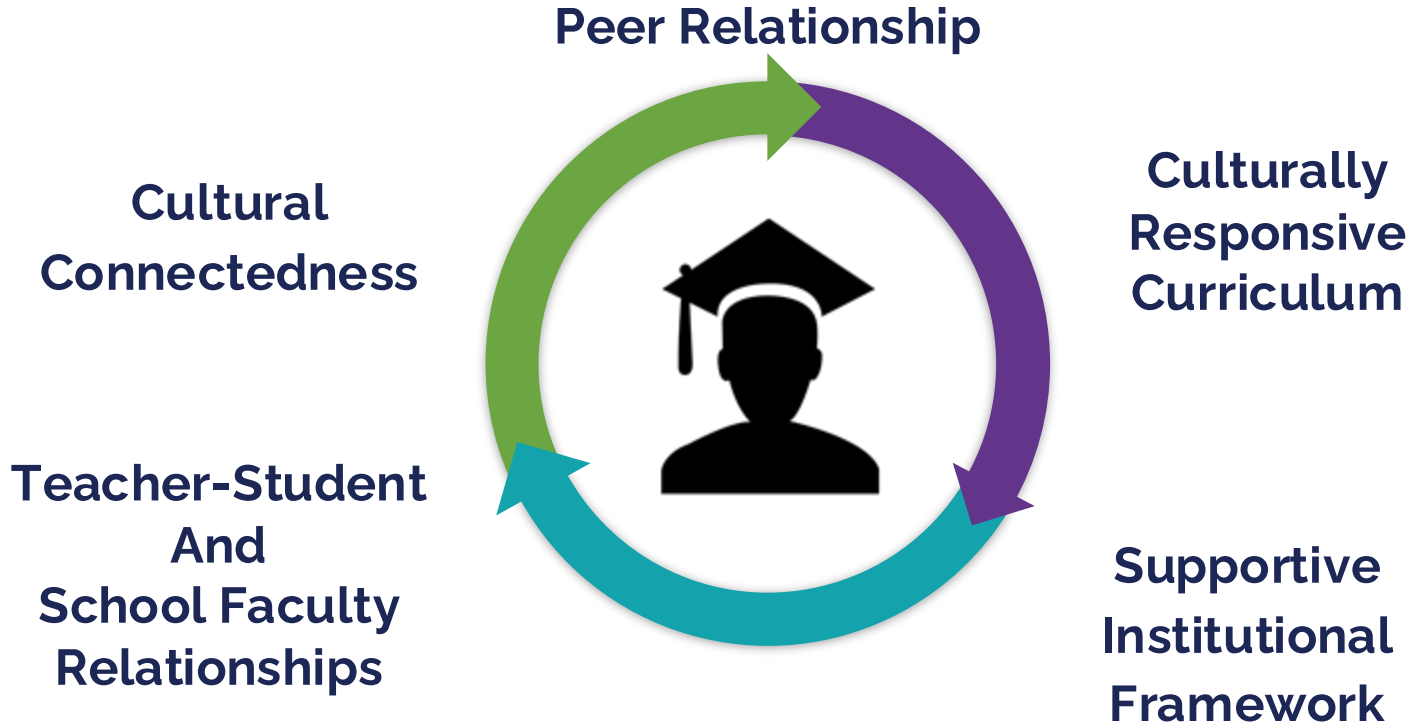 Peer Relationship
Culturally
Responsive
Curriculum
Cultural
Connectedness
Teacher-Student
And
School Faculty
Relationships
Supportive
Institutional
Framework